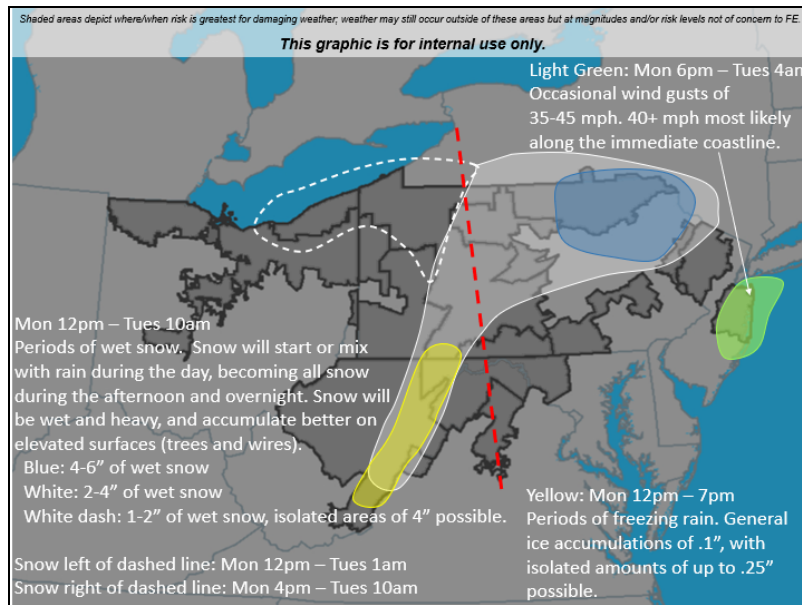 Shaded areas depict where/when risk is greatest for damaging weather; weather may still occur outside of these areas but at magnitudes and/or risk levels not of concern to FE.
This graphic is for internal use only.
Light Green: Mon 6pm – Tues 4am
Occasional wind gusts of
35-45 mph. 40+ mph most likely
along the immediate coastline.
Mon 12pm – Tues 10am
Periods of wet snow. Snow will start or mix
with rain during the day, becoming all snow
during the afternoon and overnight. Snow will
be wet and heavy, and accumulate better on
elevated surfaces (trees and wires).
Blue: 4-6” of wet snow
White: 2-4” of wet snow
White dash: 1-2” of wet snow, isolated areas of 4” possible.
Snow left of dashed line: Mon 12pm – Tues 1am
Snow right of dashed line: Mon 4pm – Tues 10am
Yellow: Mon 12pm – 7pm
Periods of freezing rain. General
ice accumulations of .1”, with
isolated amounts of up to .25”
possible.